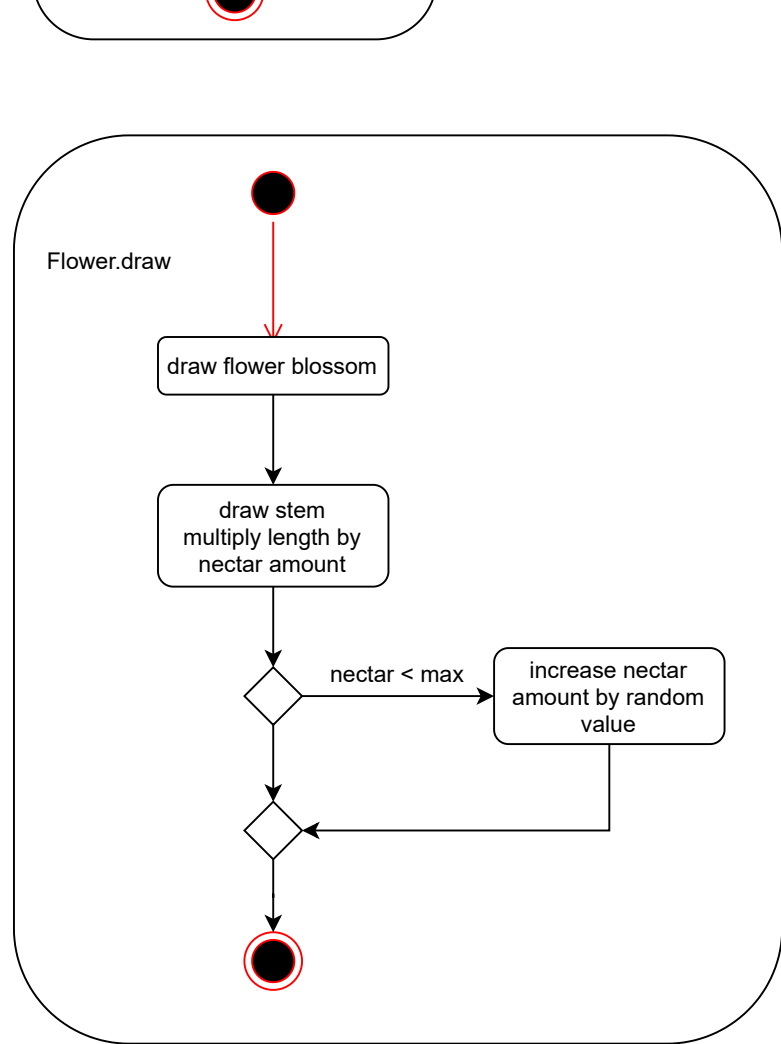 Flower.draw
draw flower blossom
draw stem
multiply length by
nectar amount
nectar < max
increase nectar
amount by random
value